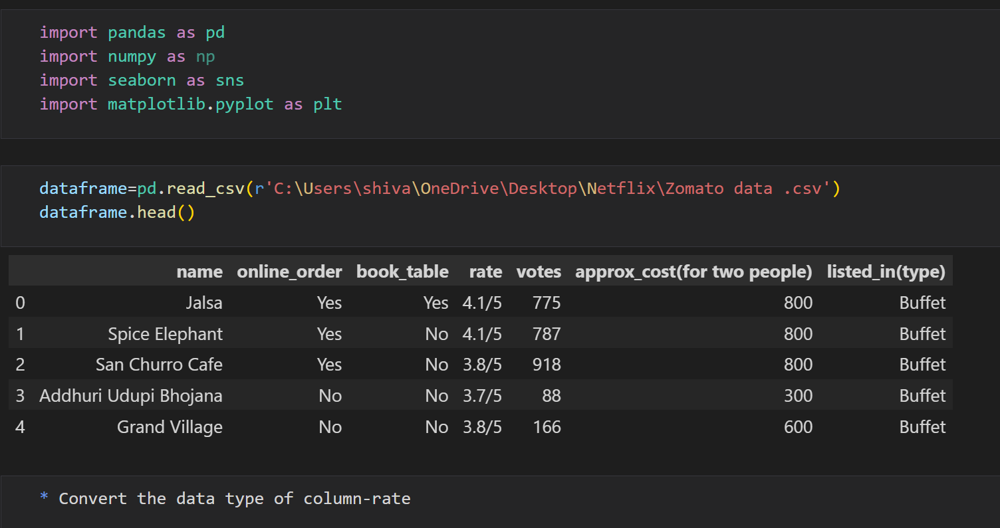 import pandas as pd
import numpy as np
import seaborn as sns
import matplotlib.pyplot as plt
dataframe=pd.read_csv(r'C:\Users\shiva\OneDrive\Desktop\Netflix\Zomato data .csv')
dataframe.head()
name online_order book_table rate votes approx_cost(for two people) listed_in(type)
0 Jalsa Yes Yes 4.1/5 775 800 Buffet
1 Spice Elephant Yes No 4.1/5 787 800 Buffet
2 San Churro Cafe Yes No 3.8/5 918 800 Buffet
3 Addhuri Udupi Bhojana No No 3.7/5 88 300 Buffet
4 Grand Village No No 3.8/5 166 600 Buffet
* Convert the data type of column-rate